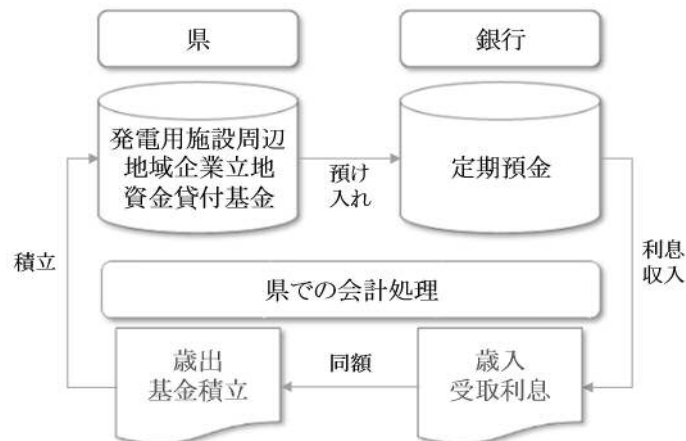 県
銀行
発電用施設周辺
地域企業立地
資金貸付基金
預け
入れ
定期預金
積立
利息
収入
県での会計処理
歳出
基金積立
同額
歳入
受取利息